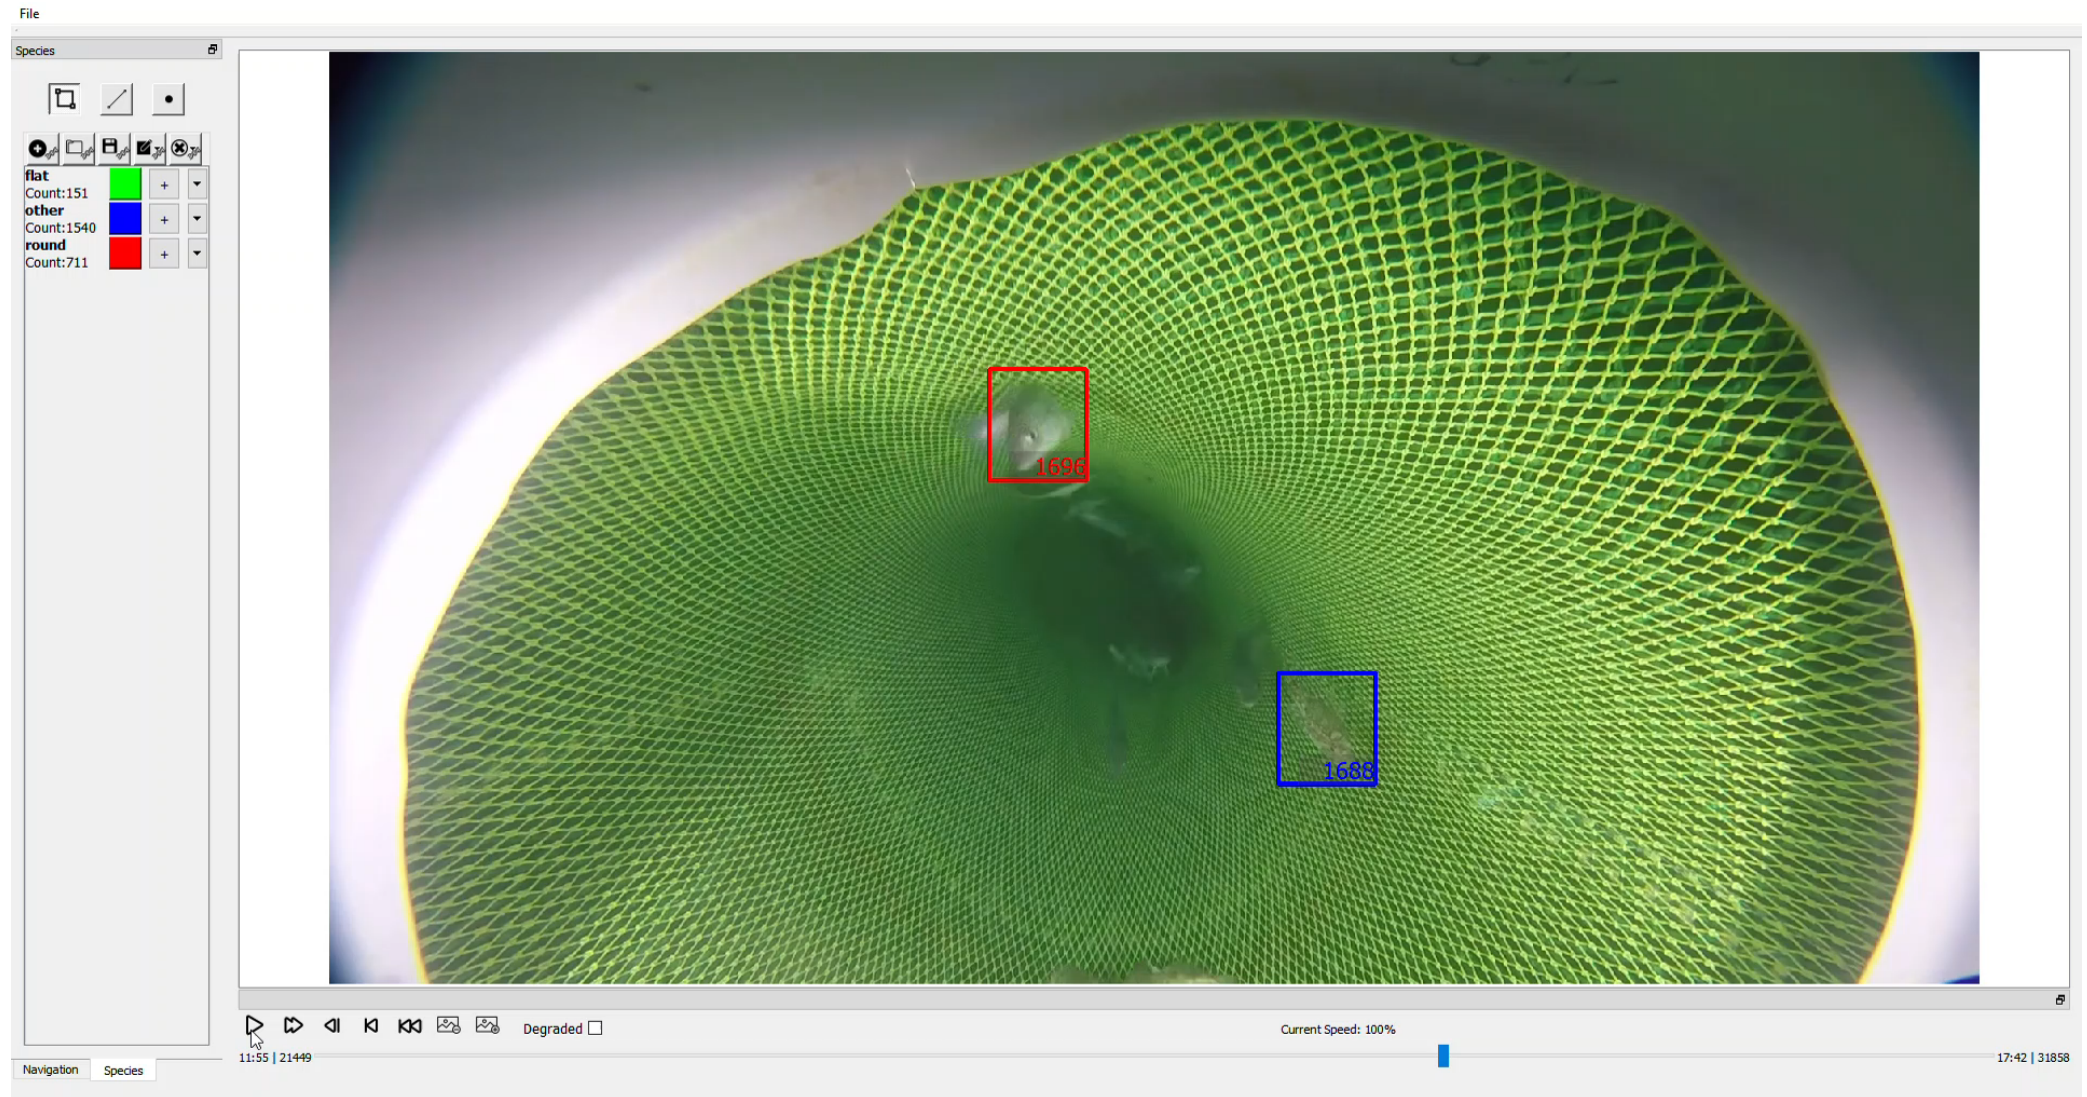 File
Species
flat
Count:151
+
other
Count:1540
+
round
Count:711
+
1696
1688
Degraded
Current Speed: 100%
11:55 | 21449
17:42 | 31858
Navigation
Species